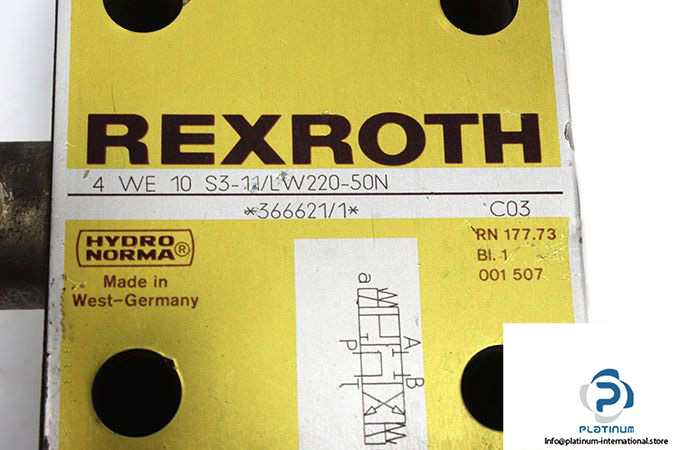 REXROTH
4 WE 10 S3-11/LW220-50N
*366621/1* C03
HYDRO NORMA®
RN 177.73
Bl. 1
001 507
Made in
West-Germany
a
A
P
B
T
PLATINUM
Info@platinum-international.store